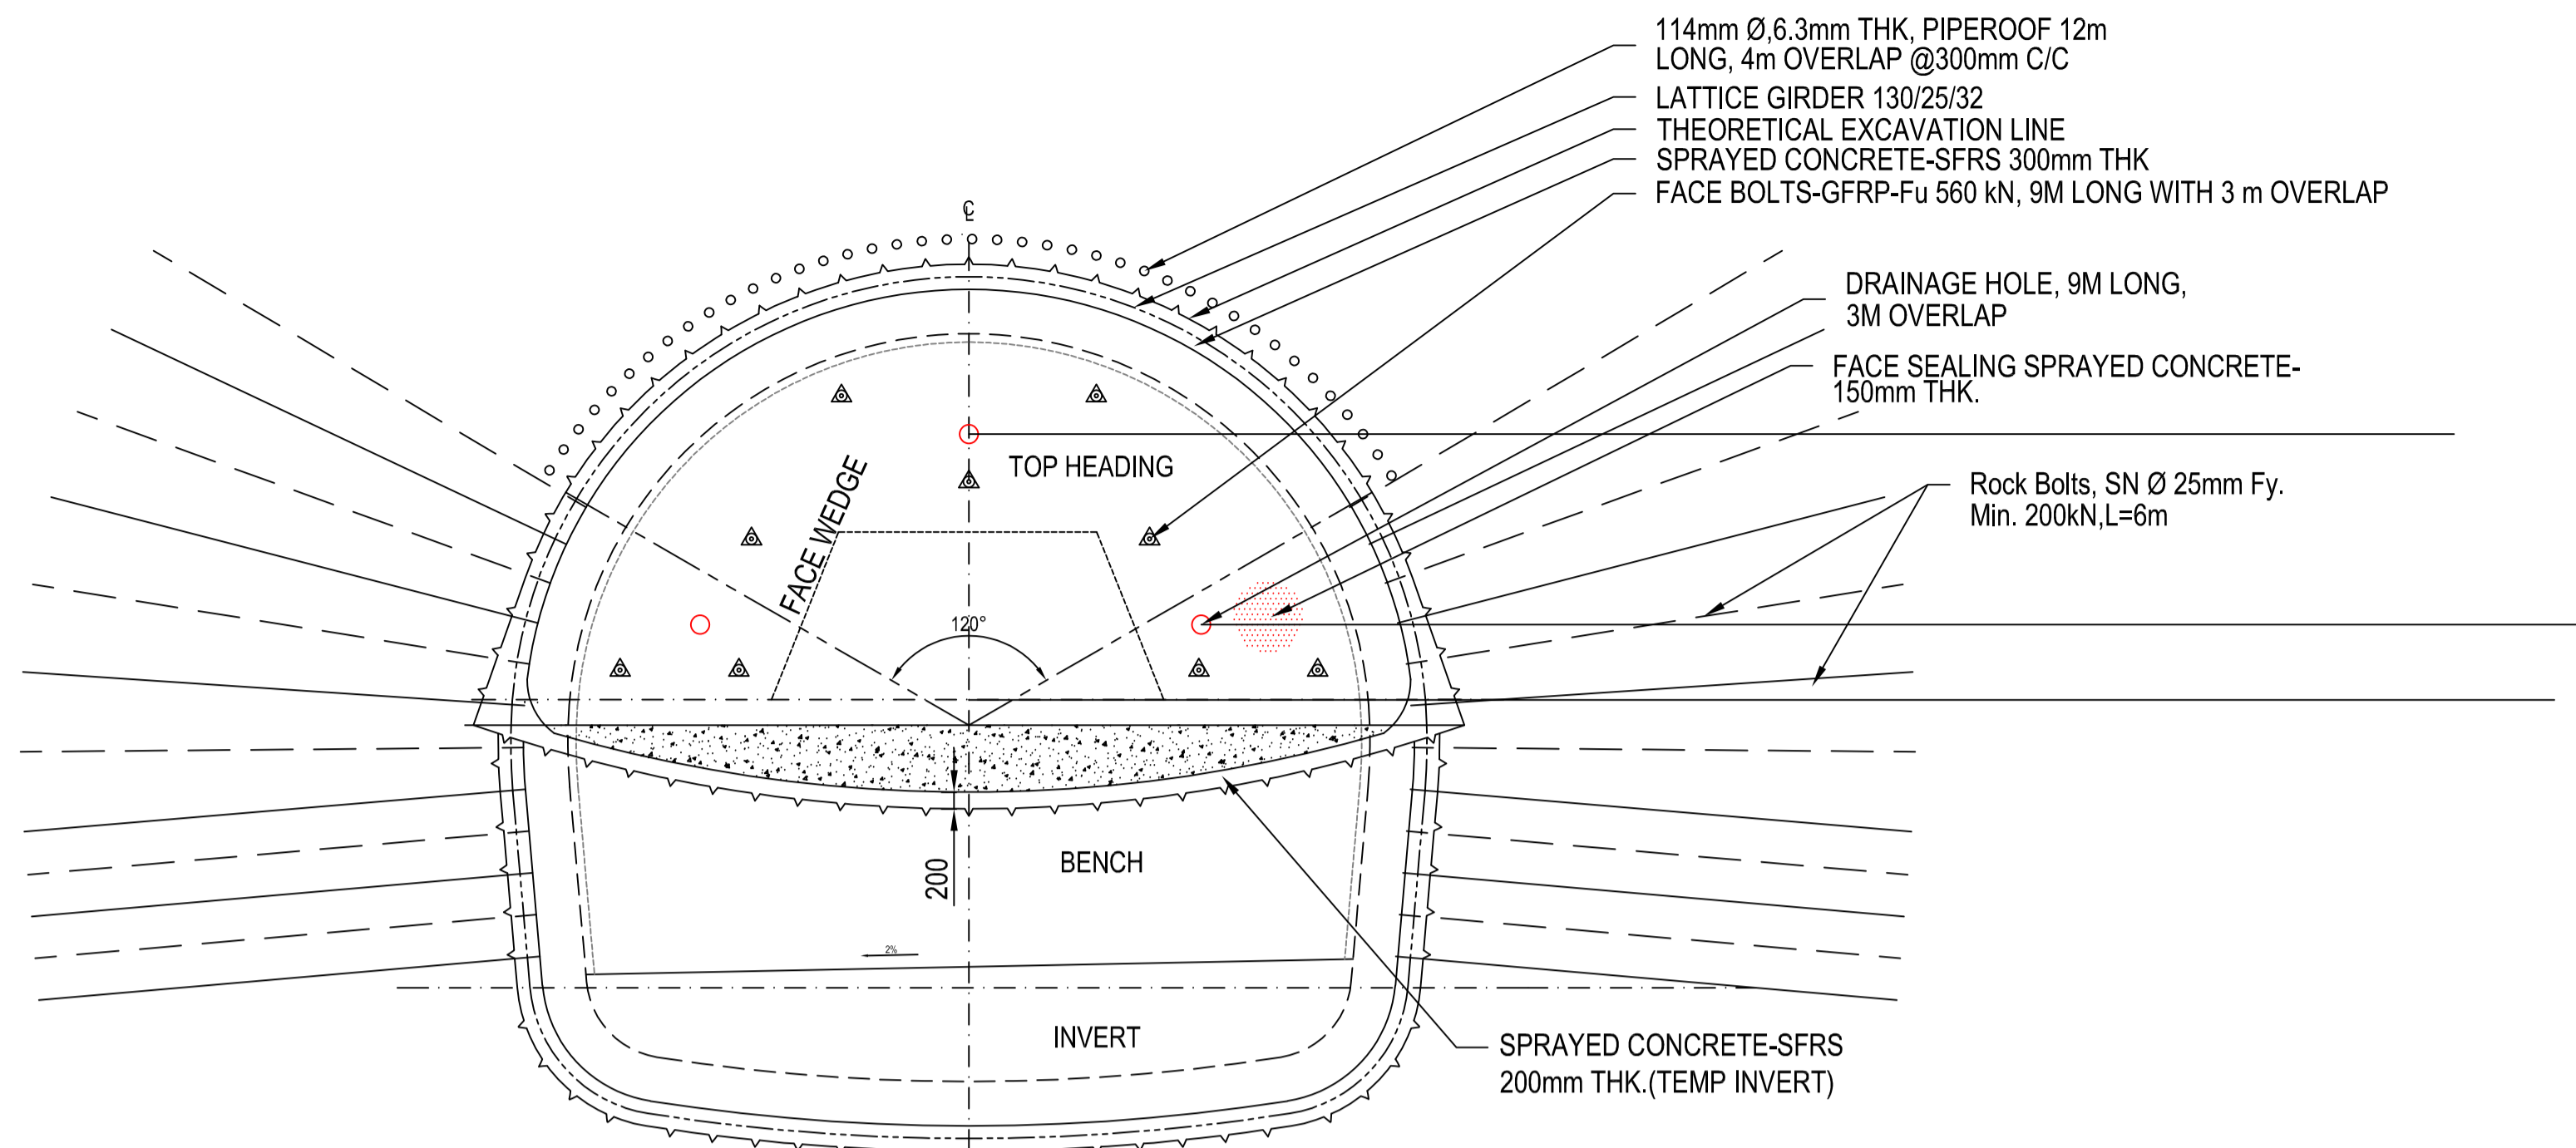 114mm Ø,6.3mm THK, PIPEROOF 12m
LONG, 4m OVERLAP @300mm C/C
LATTICE GIRDER 130/25/32
THEORETICAL EXCAVATION LINE
SPRAYED CONCRETE-SFRS 300mm THK
FACE BOLTS-GFRP-Fu 560 kN, 9M LONG WITH 3 m OVERLAP
℄
DRAINAGE HOLE, 9M LONG,
3M OVERLAP
FACE SEALING SPRAYED CONCRETE-
150mm THK.
TOP HEADING
FACE WEDGE
Rock Bolts, SN Ø 25mm Fy.
Min. 200kN,L=6m
120°
200
BENCH
2%
INVERT
SPRAYED CONCRETE-SFRS
200mm THK.(TEMP INVERT)